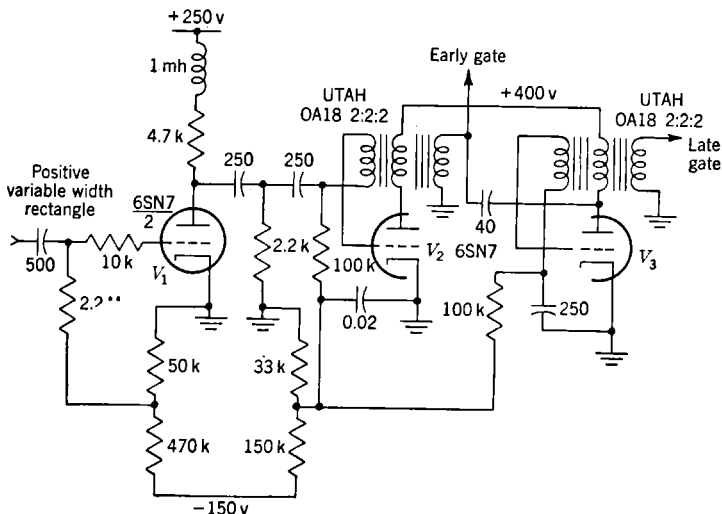 +250 v
1 mh
4.7 k
Early gate
+400 v
UTAH
OA18 2:2:2
UTAH
OA18 2:2:2
Late
gate
250
250
Positive
variable width
rectangle
6SN7
2
500
10 k
V1
2.2 k
100 k
V2
6SN7
40
V3
0.02
100 k
250
50 k
33 k
470 k
150 k
−150 v